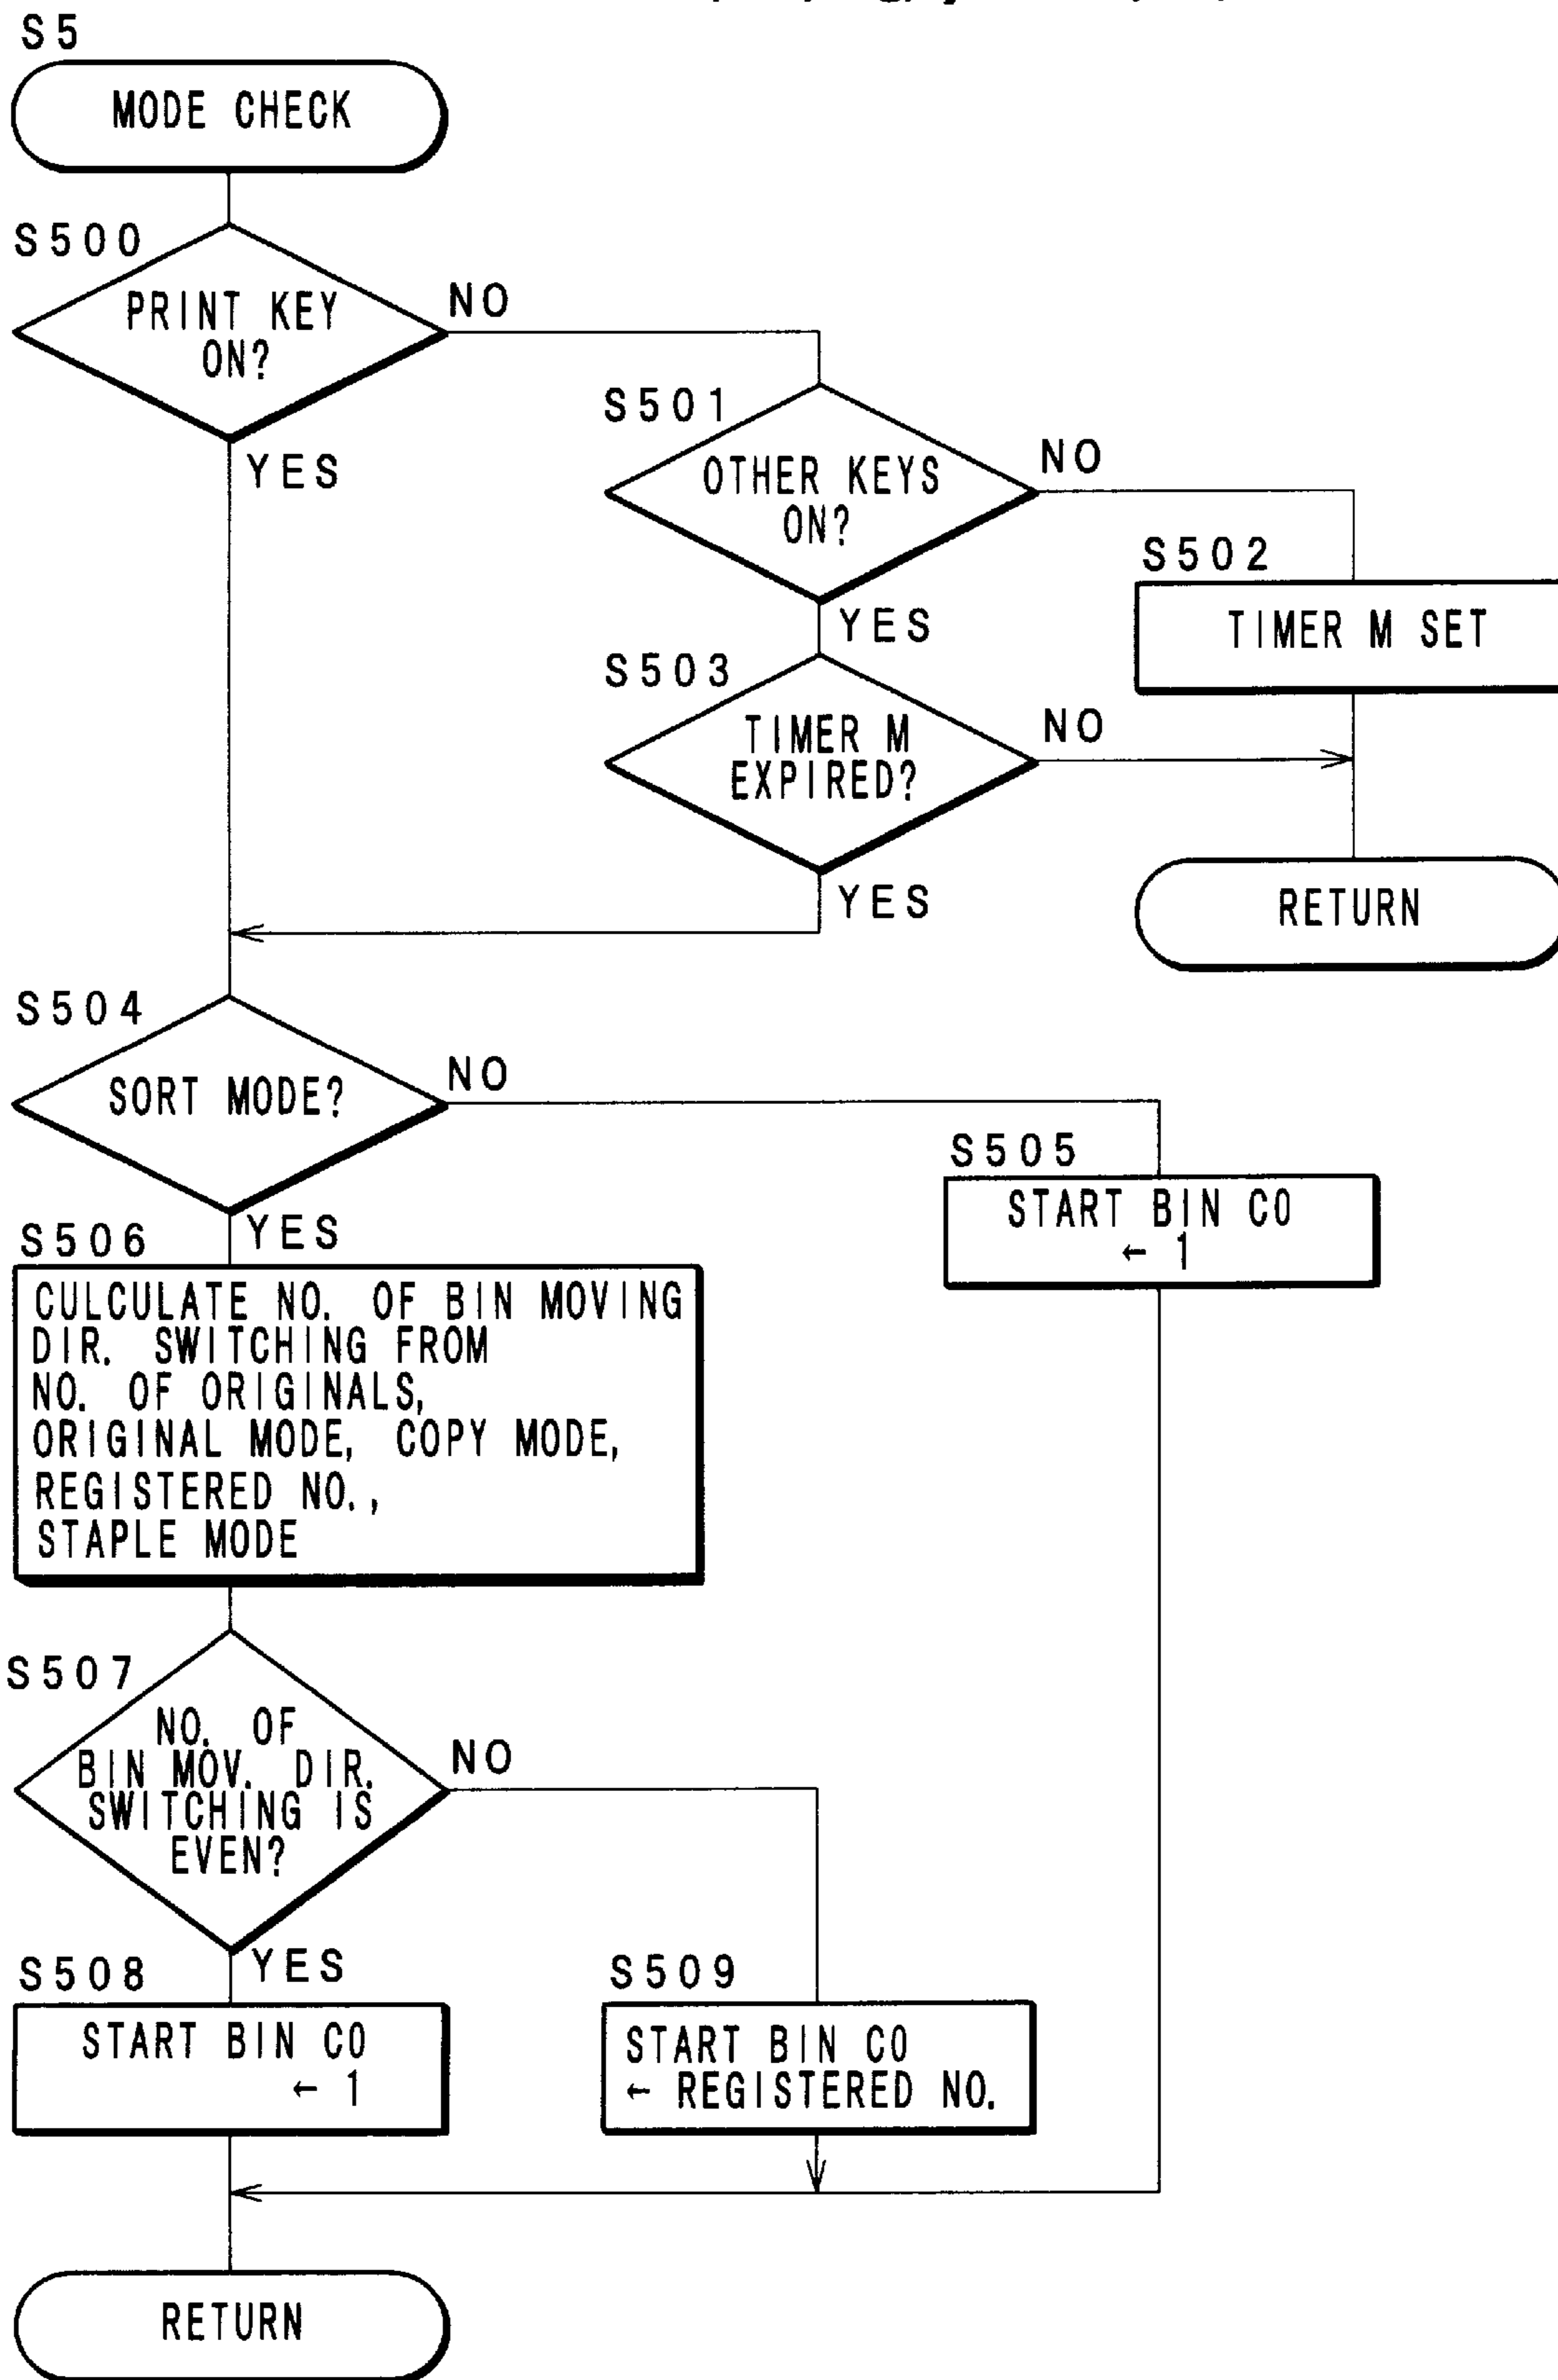 S5
MODE CHECK
S500
PRINT KEY
ON?
NO
YES
S501
OTHER KEYS
ON?
NO
YES
S502
TIMER M SET
S503
TIMER M
EXPIRED?
NO
YES
RETURN
S504
SORT MODE?
NO
YES
S505
START BIN C0
← 1
S506
CULCULATE NO. OF BIN MOVING
DIR. SWITCHING FROM
NO. OF ORIGINALS,
ORIGINAL MODE, COPY MODE,
REGISTERED NO.,
STAPLE MODE
S507
NO. OF
BIN MOV. DIR.
SWITCHING IS
EVEN?
NO
YES
S508
START BIN C0
← 1
S509
START BIN C0
← REGISTERED NO.
RETURN